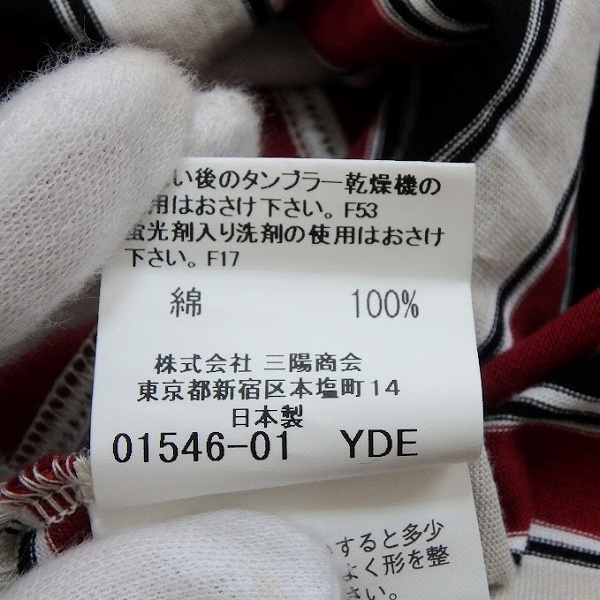 い後のタンブラー乾燥機の
用はおさけ下さい。F53
蛍光剤入り洗剤の使用はおさけ
下さい。F17
綿 100%
株式会社 三陽商会
東京都新宿区本塩町14
日本製
01546-01 YDE
すると多少
よく形を整
さい。